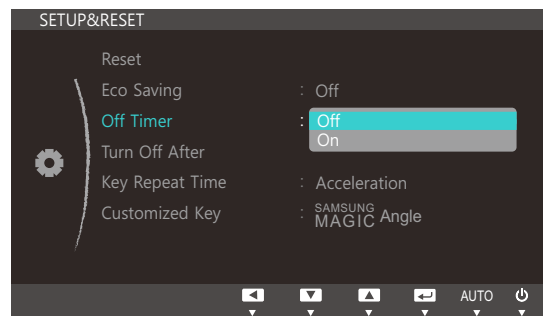 SETUP&RESET
Reset
Eco Saving : Off
Off Timer : Off
On
Turn Off After
Key Repeat Time : Acceleration
Customized Key : SAMSUNG MAGIC Angle
AUTO